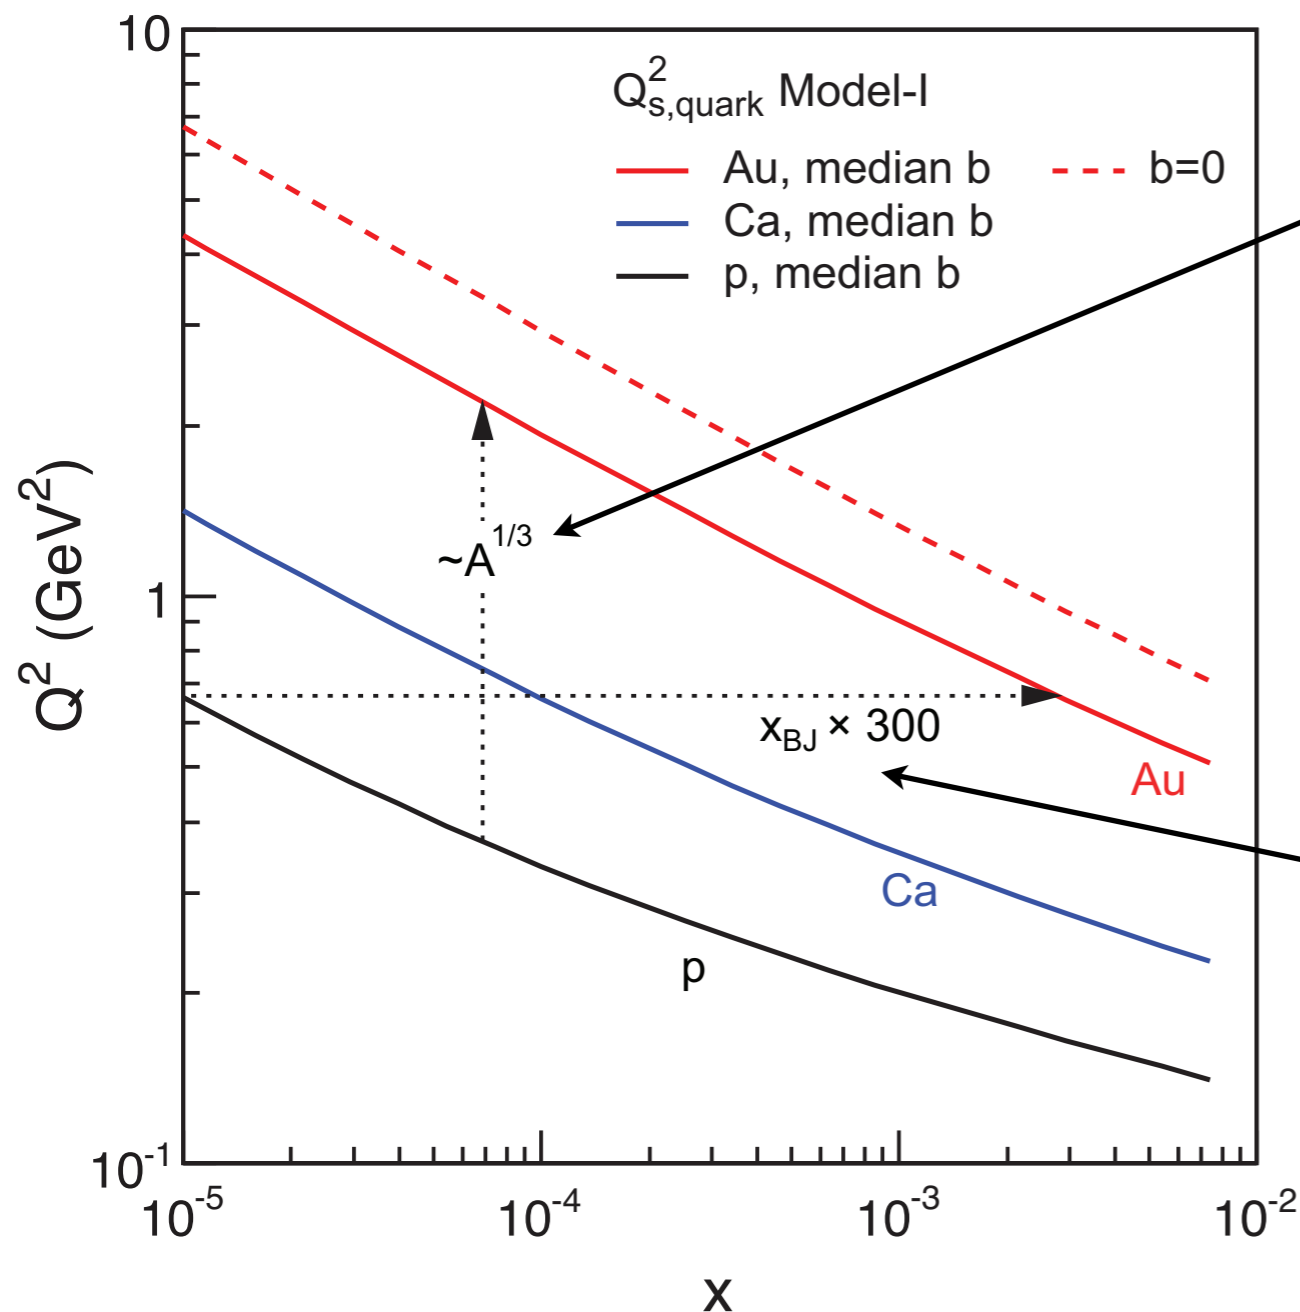 10
Q²s,quark Model-I
Au, median b
b=0
Ca, median b
p, median b
~A¹/³
1
Q² (GeV²)
xBJ × 300
Au
Ca
p
10⁻¹
10⁻⁵
10⁻⁴
10⁻³
10⁻²
x